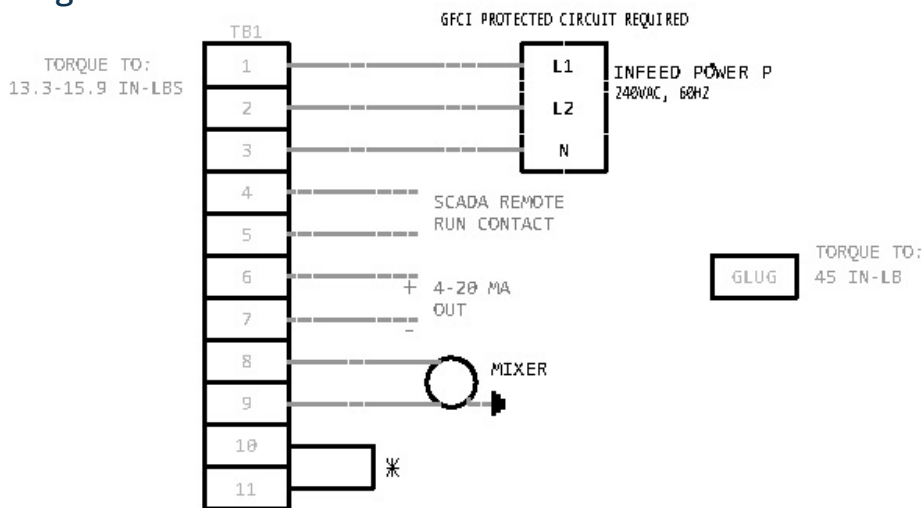 GFCI PROTECTED CIRCUIT REQUIRED
TB1
TORQUE TO:
13.3-15.9 IN-LBS
1
L1
INFEED POWER P
240VAC, 60HZ
2
L2
3
N
4
SCADA REMOTE
RUN CONTACT
5
6
+ 4-20 MA
OUT
7
-
GLUG
TORQUE TO:
45 IN-LB
8
MIXER
9
10
*
11